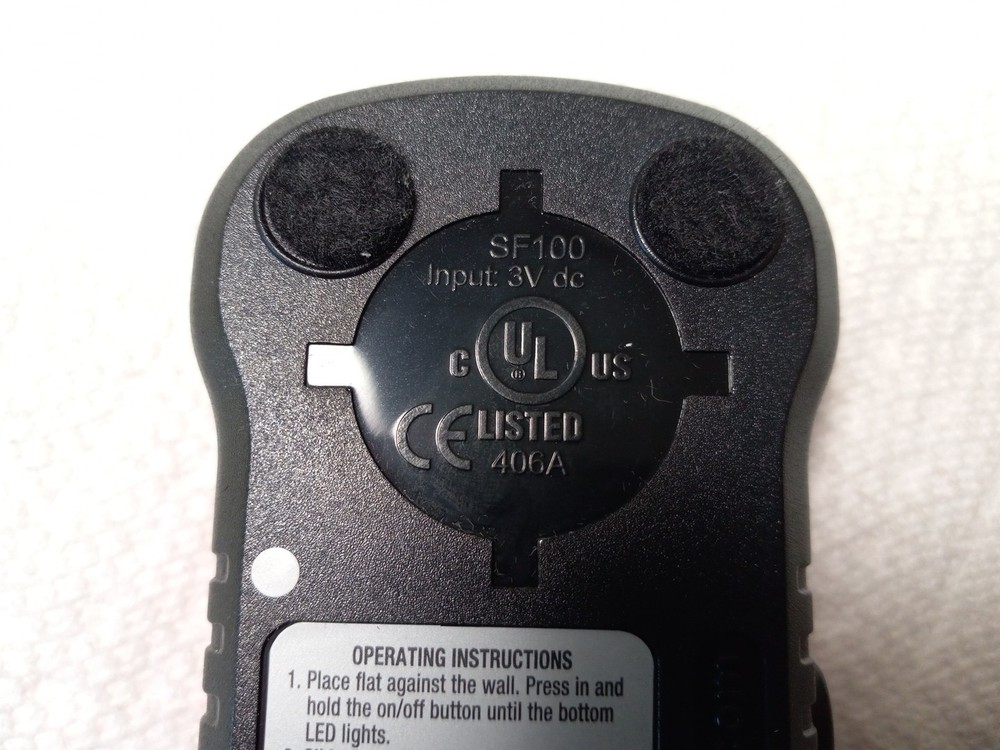 SF100
Input: 3V dc
C UL US
CE LISTED
406A
OPERATING INSTRUCTIONS
1. Place flat against the wall. Press in and
hold the on/off button until the bottom
LED lights.